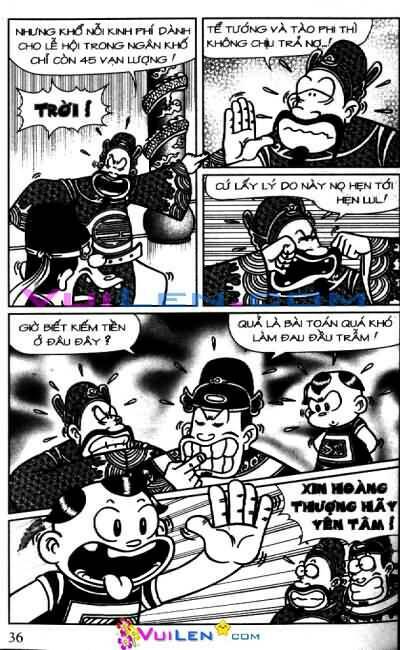 NHƯNG KHỔ NỖI KINH PHÍ DÀNH
CHO LỄ HỘI TRONG NGÂN KHỐ
CHỈ CÒN 45 VẠN LƯỢNG!
TRỜI!
TỂ TƯỚNG VÀ TÀO PHI THÌ
KHÔNG CHỊU TRẢ NỢ...!
CỨ LẤY LÝ DO NÀY NỌ HẸN TỚI
HẸN LUI.!
VUILEN.COM
GIỜ BIẾT KIẾM TIỀN
Ở ĐÂU ĐÂY?
QUẢ LÀ BÀI TOÁN QUÁ KHÓ
LÀM ĐAU ĐẦU TRẪM!
XIN HOÀNG
THƯỢNG HÃY
YÊN TÂM!
36
VUILEN.COM